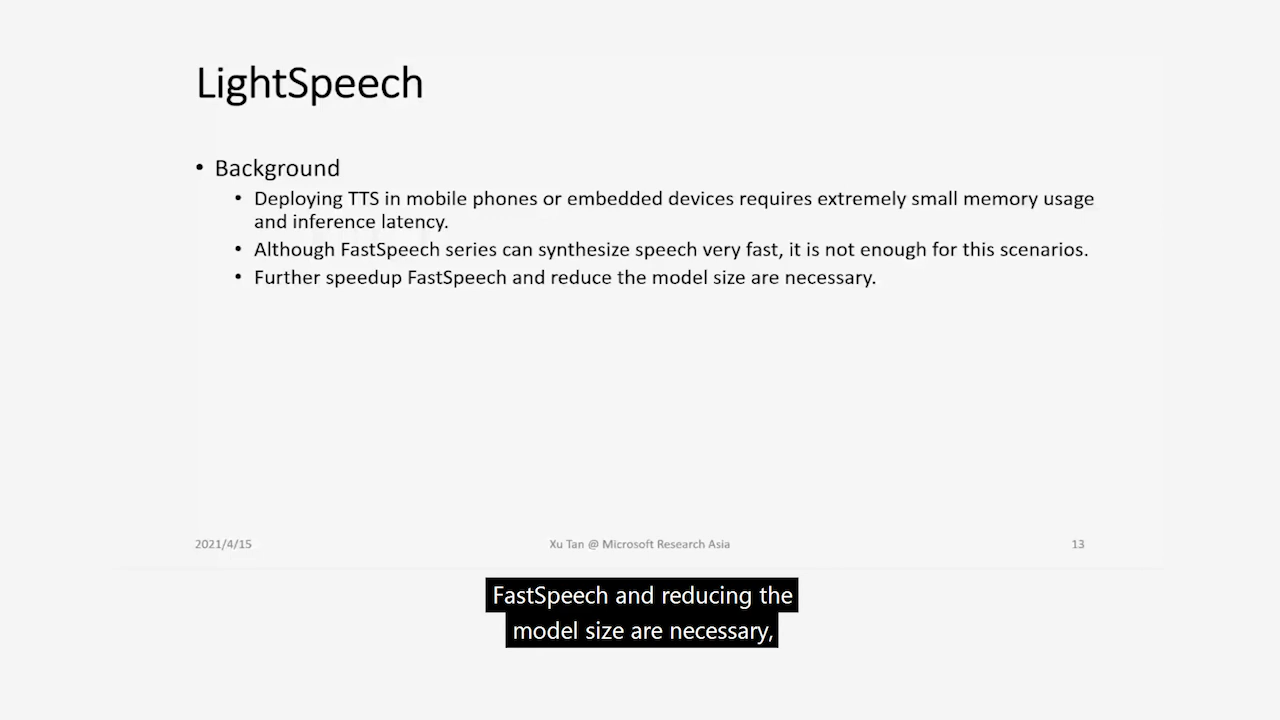 LightSpeech
• Background
• Deploying TTS in mobile phones or embedded devices requires extremely small memory usage
and inference latency.
• Although FastSpeech series can synthesize speech very fast, it is not enough for this scenarios.
• Further speedup FastSpeech and reduce the model size are necessary.
2021/4/15
Xu Tan @ Microsoft Research Asia
13
FastSpeech and reducing the
model size are necessary,